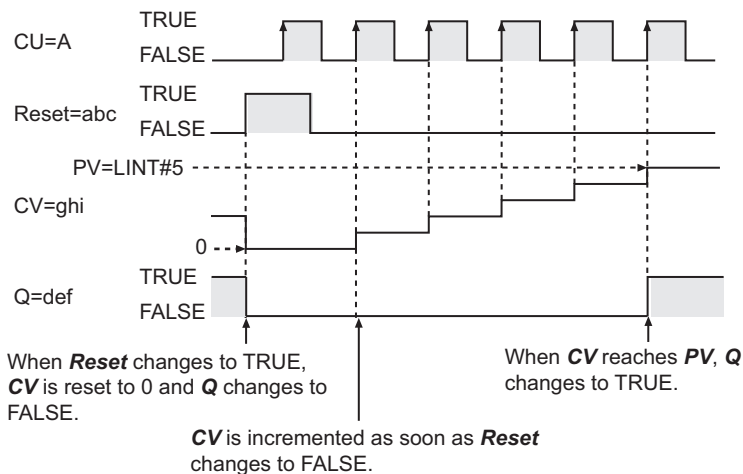 TRUE
CU=A
FALSE
TRUE
Reset=abc
FALSE
PV=LINT#5
CV=ghi
0
TRUE
Q=def
FALSE
When Reset changes to TRUE,
CV is reset to 0 and Q changes to
FALSE.
When CV reaches PV, Q
changes to TRUE.
CV is incremented as soon as Reset
changes to FALSE.